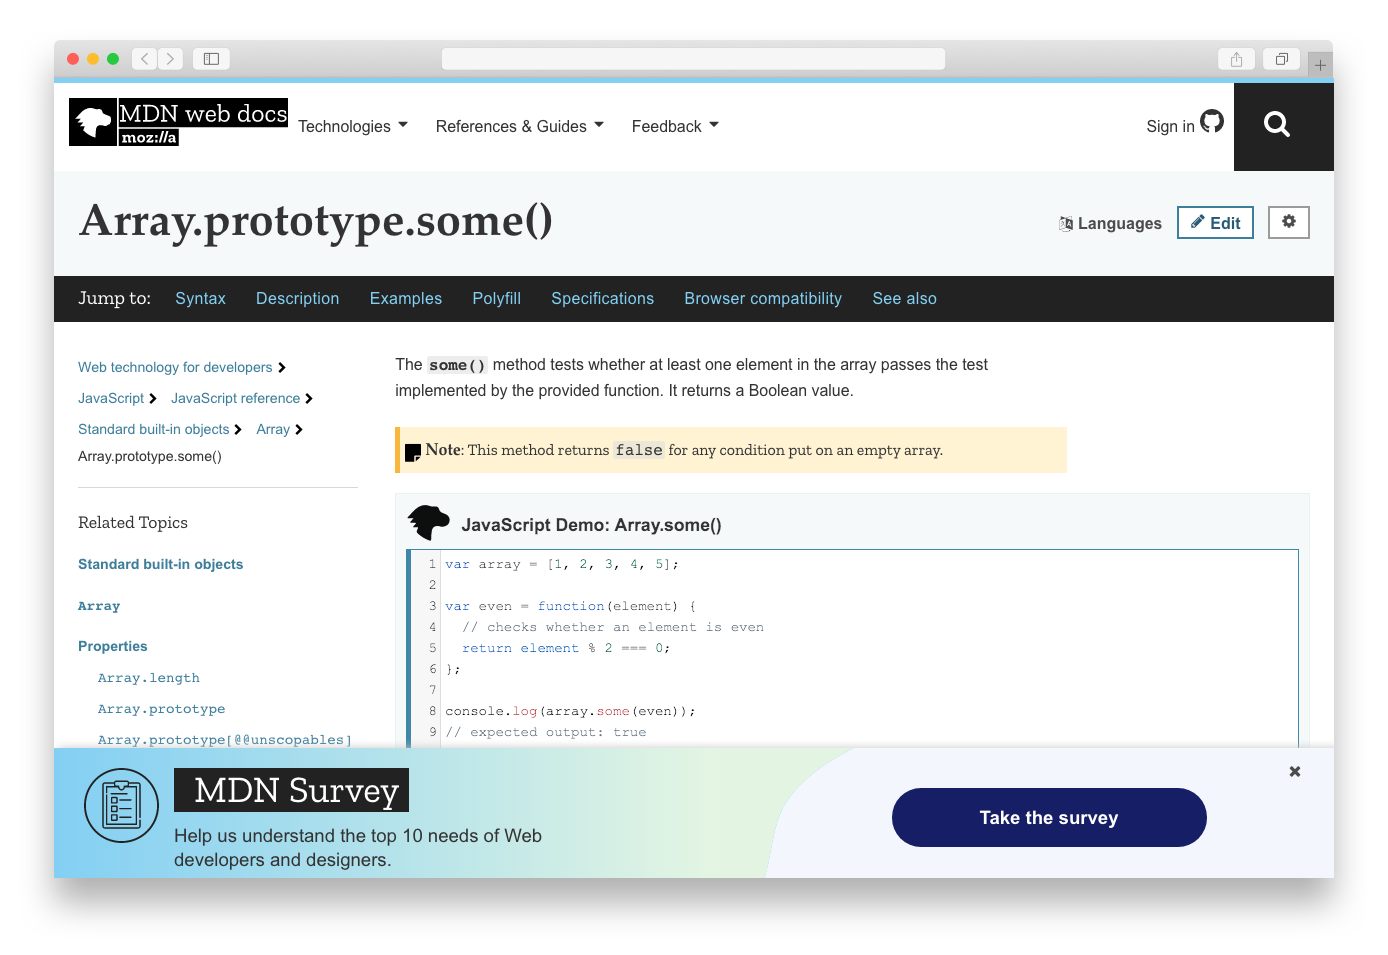 MDN web docs
moz://a
Technologies
References & Guides
Feedback
Sign in
Array.prototype.some()
Languages
Edit
Jump to:
Syntax
Description
Examples
Polyfill
Specifications
Browser compatibility
See also
Web technology for developers
JavaScript
JavaScript reference
Standard built-in objects
Array
Array.prototype.some()
Related Topics
Standard built-in objects
Array
Properties
Array.length
Array.prototype
Array.prototype[@@unscopables]
The some() method tests whether at least one element in the array passes the test
implemented by the provided function. It returns a Boolean value.
Note: This method returns false for any condition put on an empty array.
JavaScript Demo: Array.some()
1 var array = [1, 2, 3, 4, 5];
2
3 var even = function(element) {
4   // checks whether an element is even
5   return element % 2 === 0;
6 };
7
8 console.log(array.some(even));
9 // expected output: true
MDN Survey
Help us understand the top 10 needs of Web
developers and designers.
Take the survey